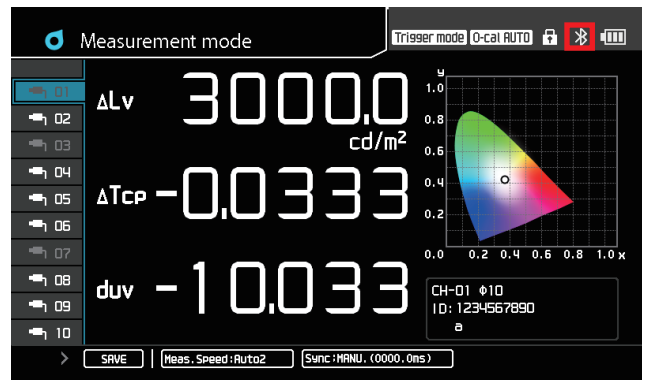 Measurement mode
Trigger mode 0-cal AUTO
01
02
03
04
05
06
07
08
09
10
ΔLv 3000.0
cd/m²
ΔTcp -0.0333
duv -10.033
y
1.0
0.8
0.6
0.4
0.2
0.0 0.2 0.4 0.6 0.8 1.0 x
CH-01 Φ10
ID: 1234567890
a
> SAVE Meas. Speed:Auto2 Sync:MANU. (0000.0ms)